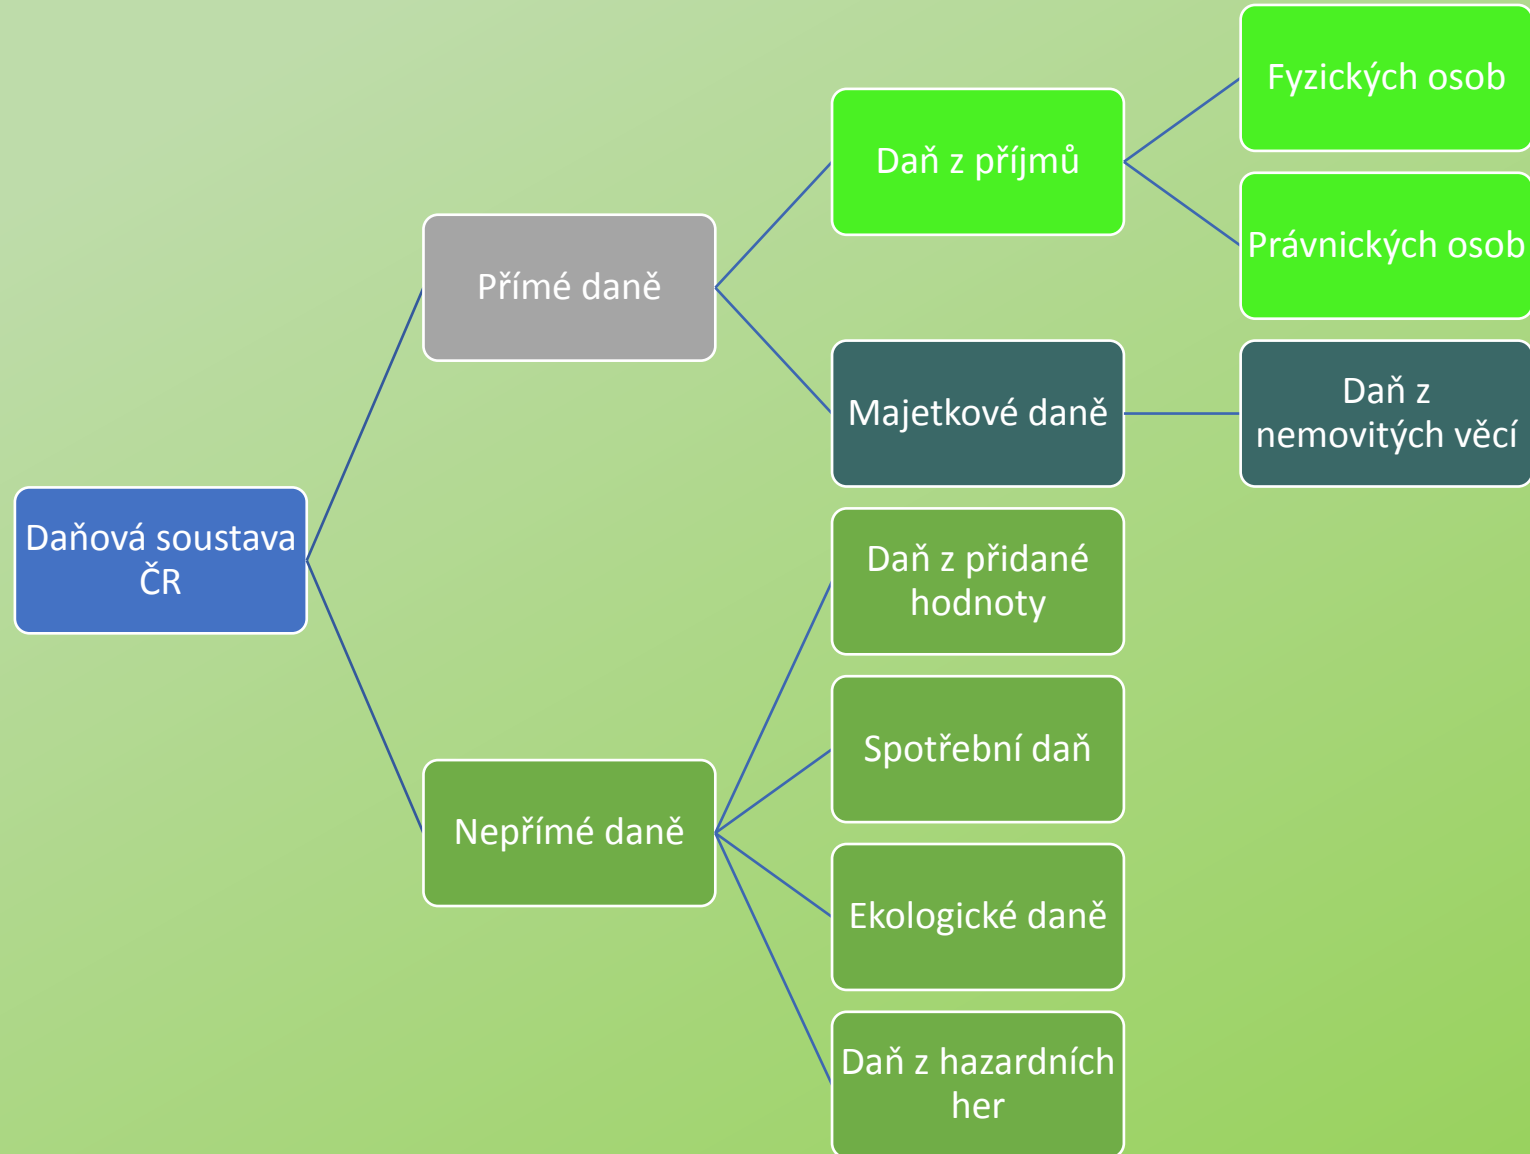 Daňová soustava
ČR
Přímé daně
Daň z příjmů
Fyzických osob
Právnických osob
Majetkové daně
Daň z
nemovitých věcí
Nepřímé daně
Daň z přidané
hodnoty
Spotřební daň
Ekologické daně
Daň z hazardních
her